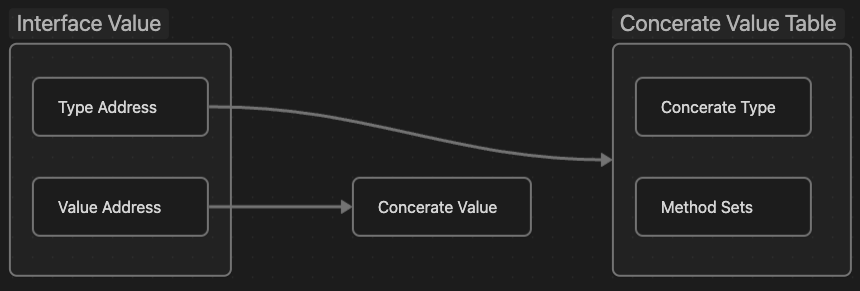 Interface Value
Concerate Value Table
Type Address
Concerate Type
Value Address
Concerate Value
Method Sets